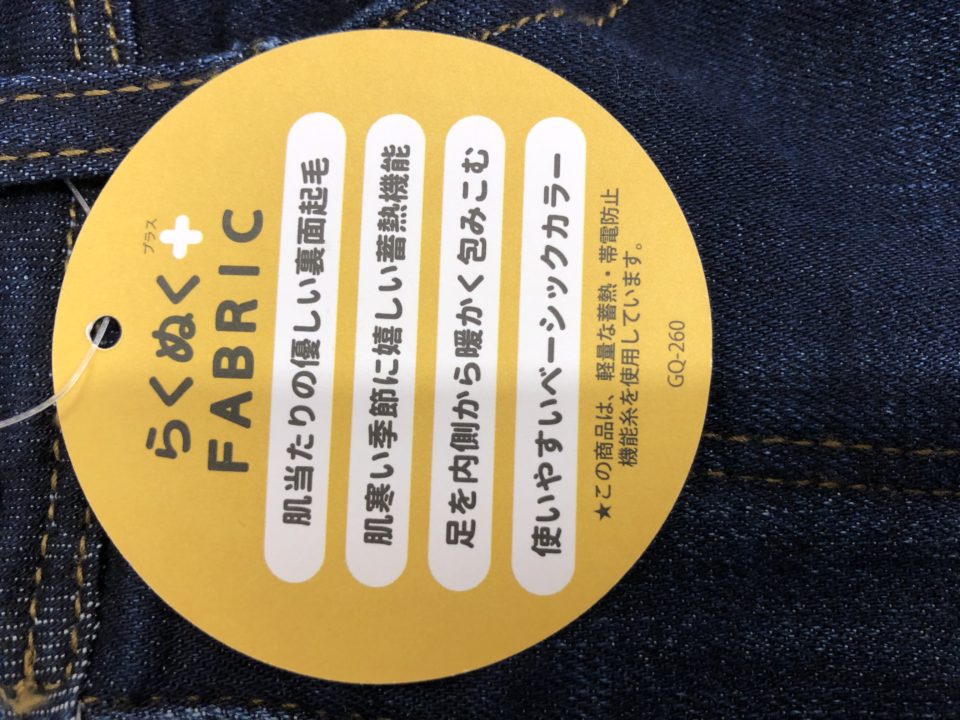 らくぬく
プラス
FABRIC
肌当たりの優しい裏面起毛
肌寒い季節に嬉しい蓄熱機能
足を内側から暖かく包みこむ
使いやすいベーシックカラー
★この商品は、軽量な蓄熱・帯電防止
機能糸を使用しています。
GQ-260